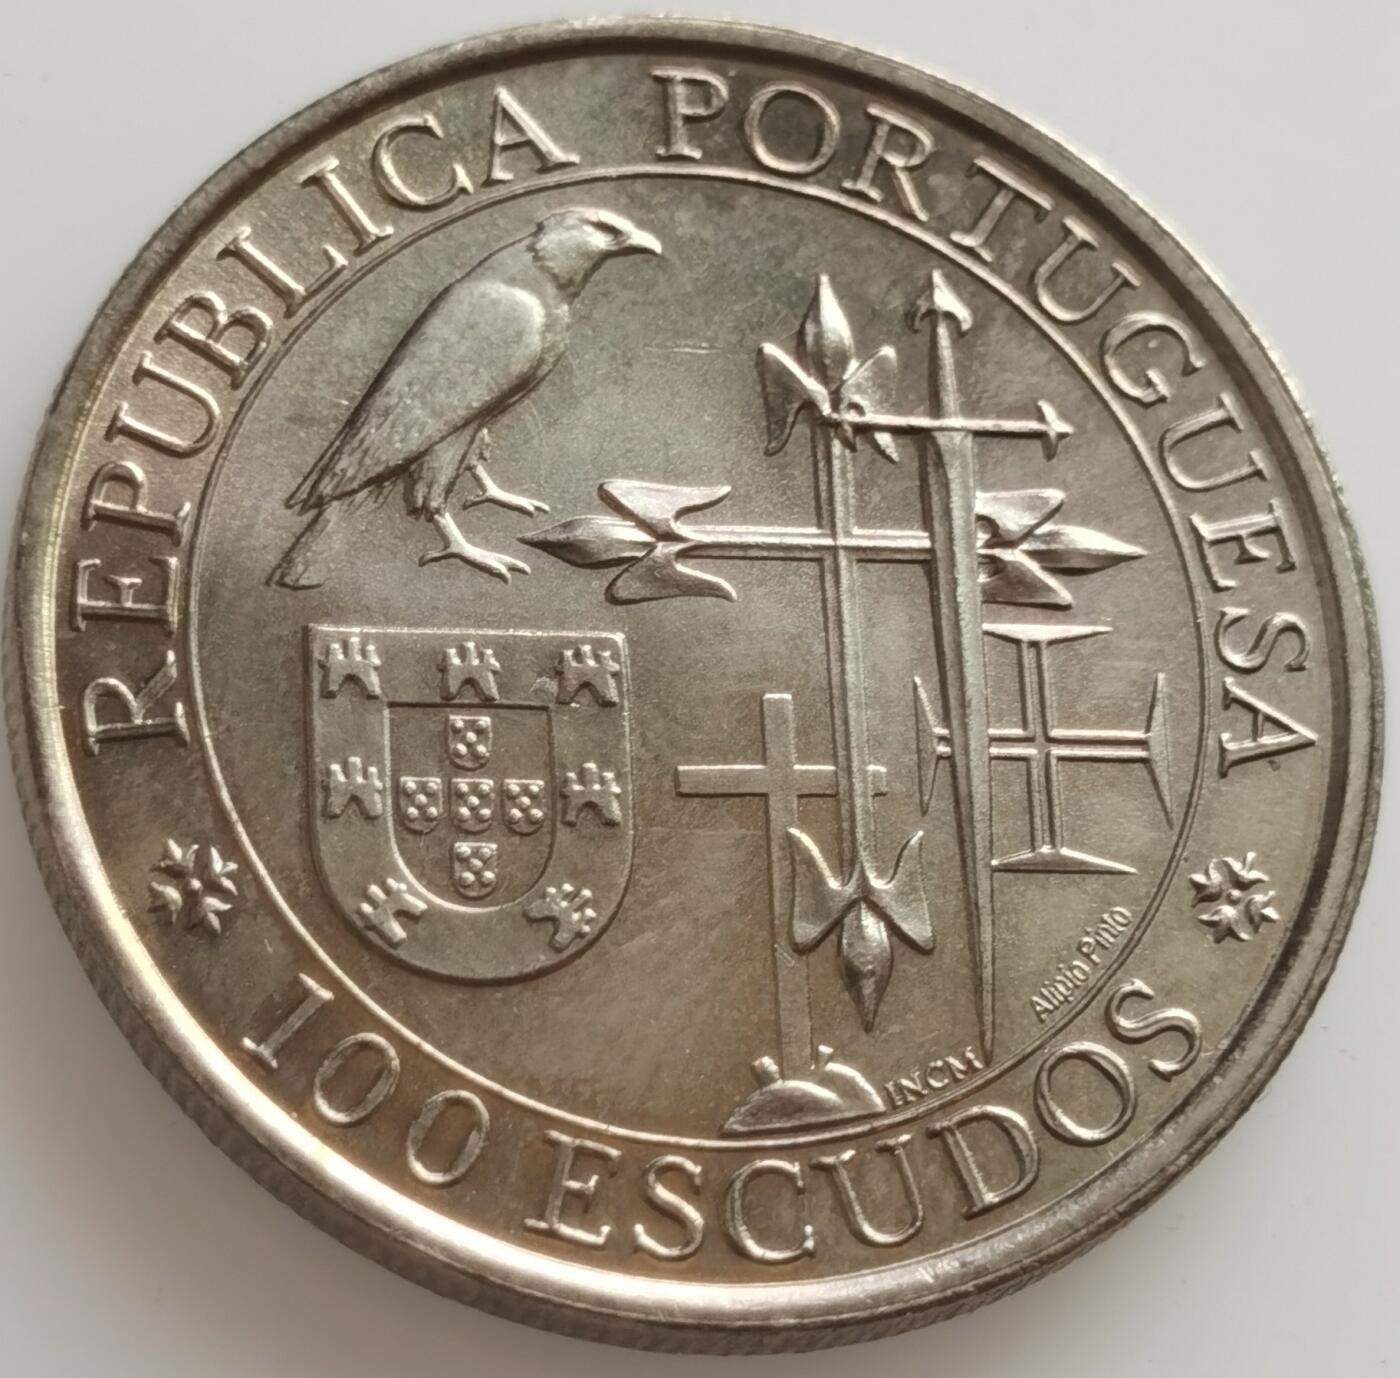 REPUBLICA PORTUGUESA
Alípio Pinto
INCM
100 ESCUDOS